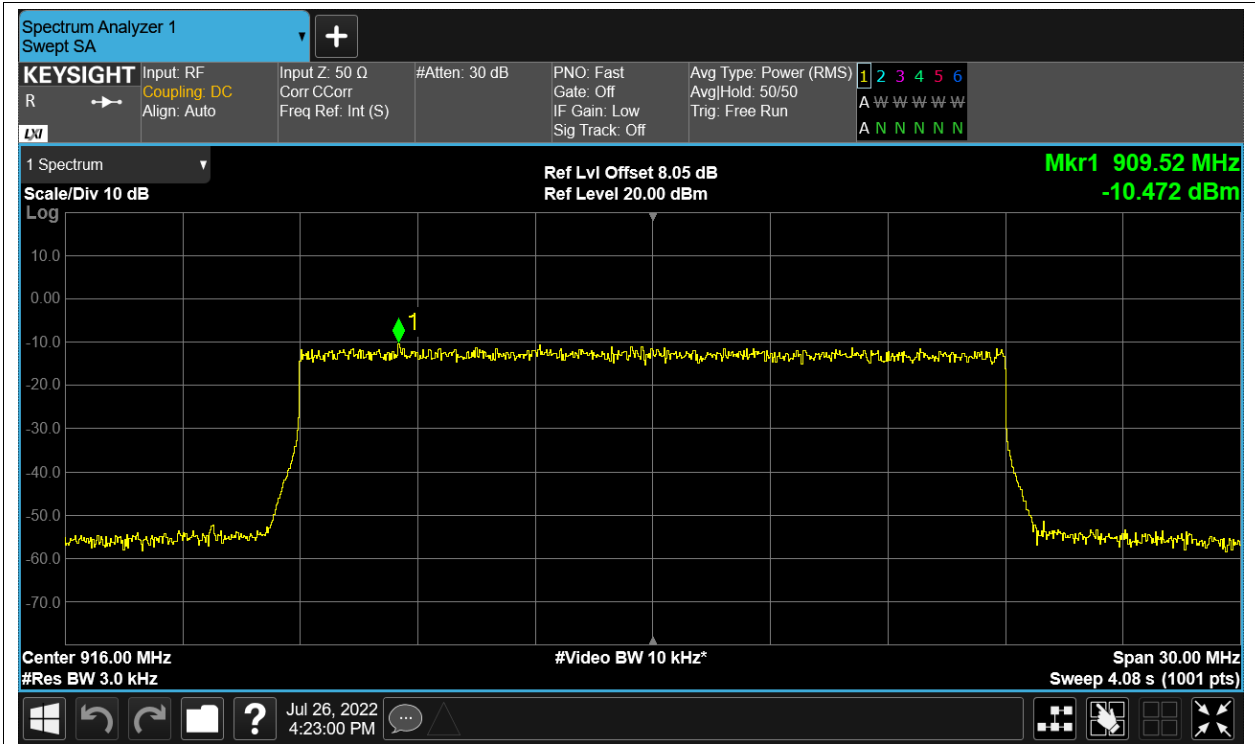 Spectrum Analyzer 1
Swept SA
KEYSIGHT
R
LXI
Input: RF
Coupling: DC
Align: Auto
Input Z: 50 Ω
Corr CCorr
Freq Ref: Int (S)
#Atten: 30 dB
PNO: Fast
Gate: Off
IF Gain: Low
Sig Track: Off
Avg Type: Power (RMS)
Avg|Hold: 50/50
Trig: Free Run
1 2 3 4 5 6
A W W W W W
A N N N N N
1 Spectrum
Scale/Div 10 dB
Log
Ref Lvl Offset 8.05 dB
Ref Level 20.00 dBm
Mkr1 909.52 MHz
-10.472 dBm
10.0
0.00
1
-10.0
-20.0
-30.0
-40.0
-50.0
-60.0
-70.0
Center 916.00 MHz
#Res BW 3.0 kHz
#Video BW 10 kHz*
Span 30.00 MHz
Sweep 4.08 s (1001 pts)
?
Jul 26, 2022
4:23:00 PM